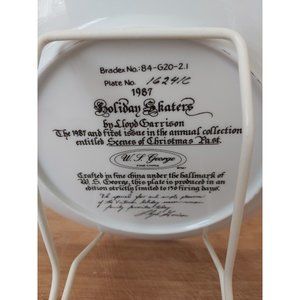 Bradex No.: 84-G20-2.1
Plate No.
1987
Holiday Skaters
by Lloyd Garrison
The 1987 and first issue in the annual collection
entitled Scenes of Christmas Past.
W. S. George
Crafted in fine china under the hallmark of
W. S. George, this plate is produced in an
edition strictly limited to 150 firing days.